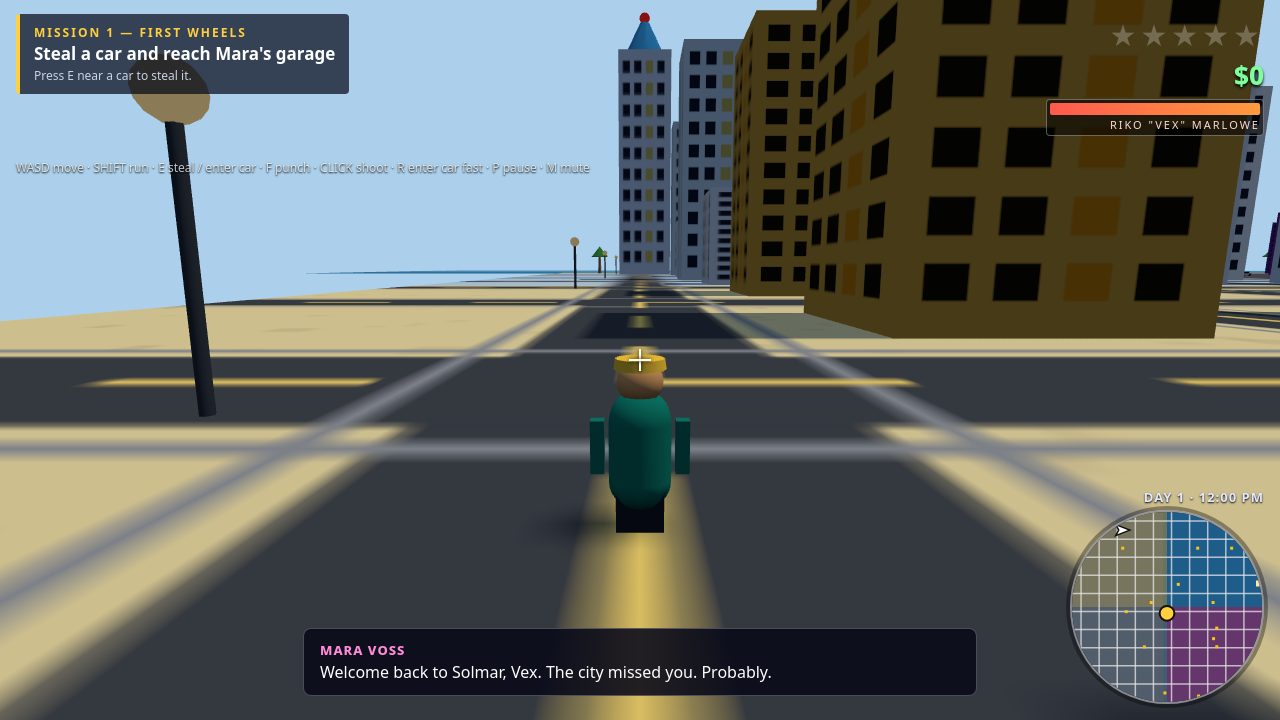 MISSION 1 — FIRST WHEELS
Steal a car and reach Mara's garage
Press E near a car to steal it.
$0
RIKO "VEX" MARLOWE
WASD move · SHIFT run · E steal / enter car · F punch · CLICK shoot · R enter car fast · P pause · M mute
DAY 1 · 12:00 PM
MARA VOSS
Welcome back to Solmar, Vex. The city missed you. Probably.